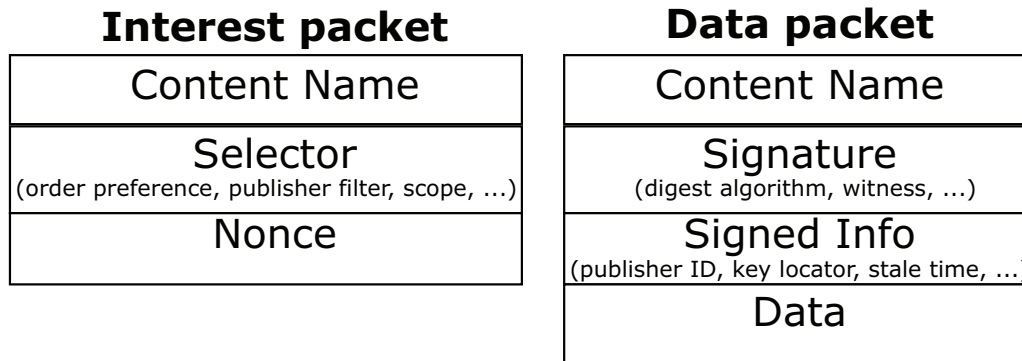 Interest packet
Content Name
Selector
(order preference, publisher filter, scope, ...)
Nonce
Data packet
Content Name
Signature
(digest algorithm, witness, ...)
Signed Info
(publisher ID, key locator, stale time, ...)
Data